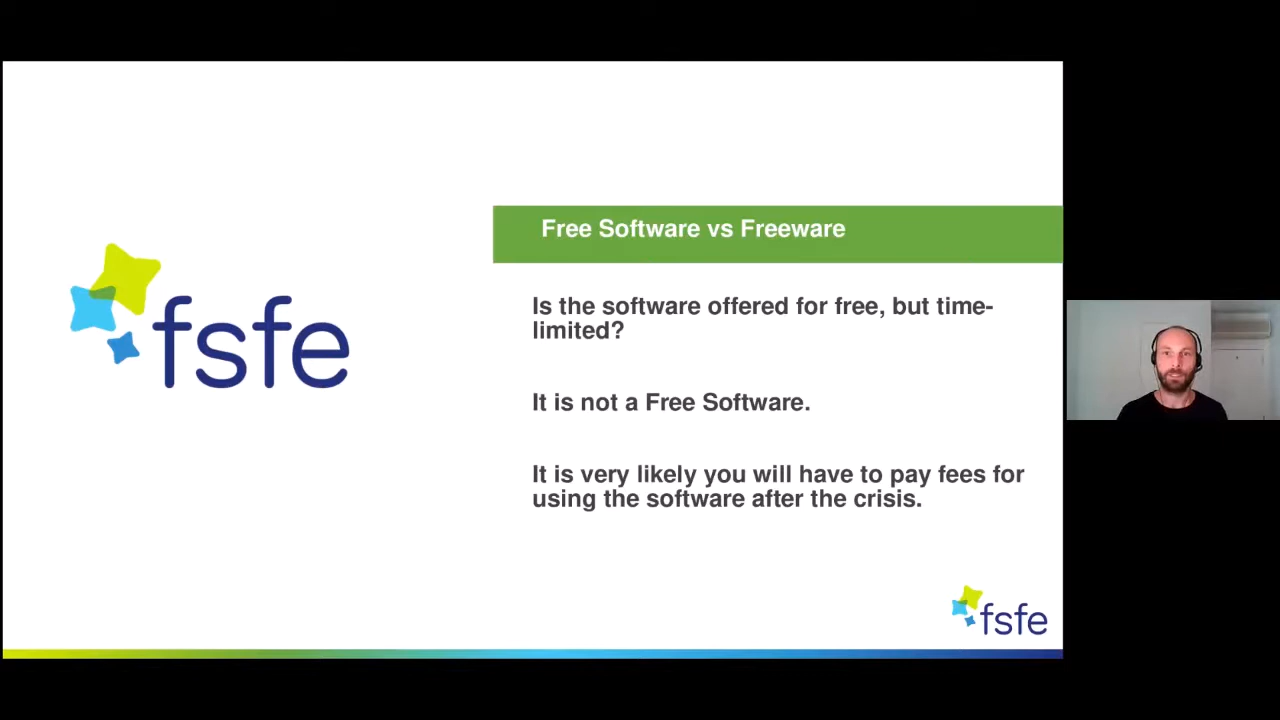 fsfe
Free Software vs Freeware
Is the software offered for free, but time-
limited?
It is not a Free Software.
It is very likely you will have to pay fees for
using the software after the crisis.
fsfe